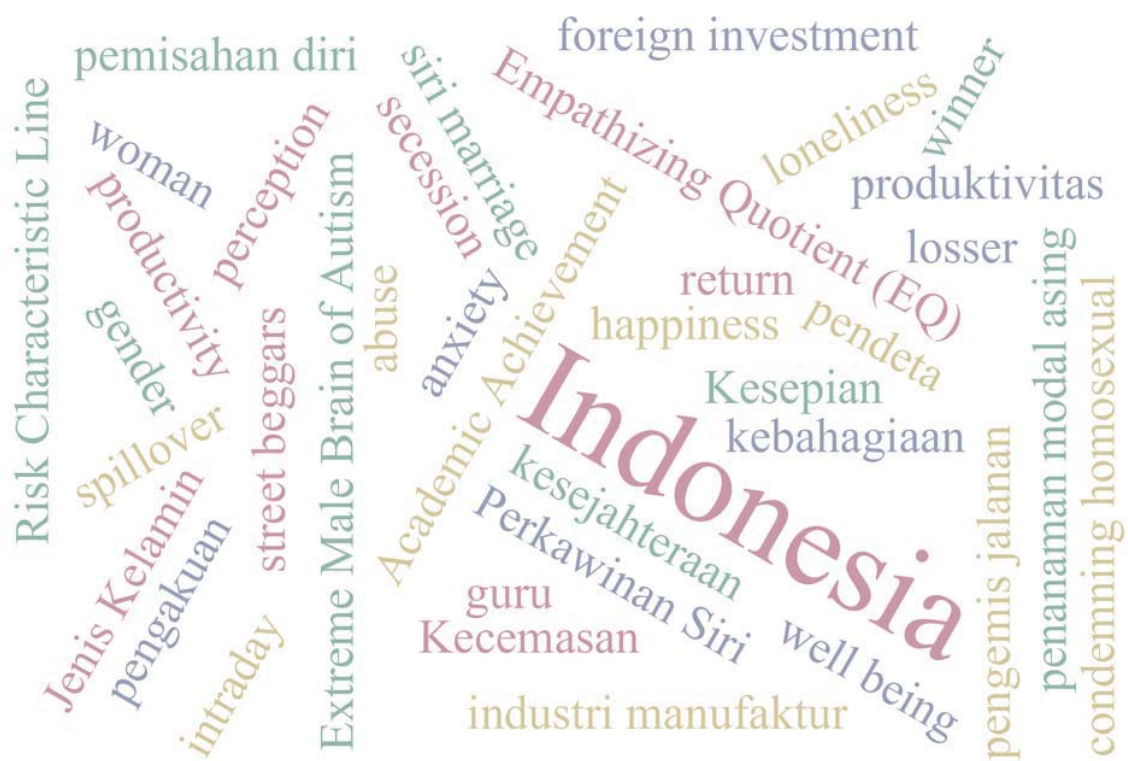 foreign investment
pemisahan diri
siri marriage
Empathizing Quotient (EQ)
winner
loneliness
Risk Characteristic Line
woman
perception
secession
productivity
produktivitas
Extreme Male Brain of Autism
Academic Achievement
losser
penanaman modal asing
return
abuse
anxiety
happiness
pendeta
condemning homosexual
gender
street beggars
Indonesia
Kesepian
kebahagiaan
spillover
kesejahteraan
pengemis jalanan
Jenis Kelamin
Perkawinan Siri
pengakuan
guru
Kecemasan
well being
intraday
industri manufaktur